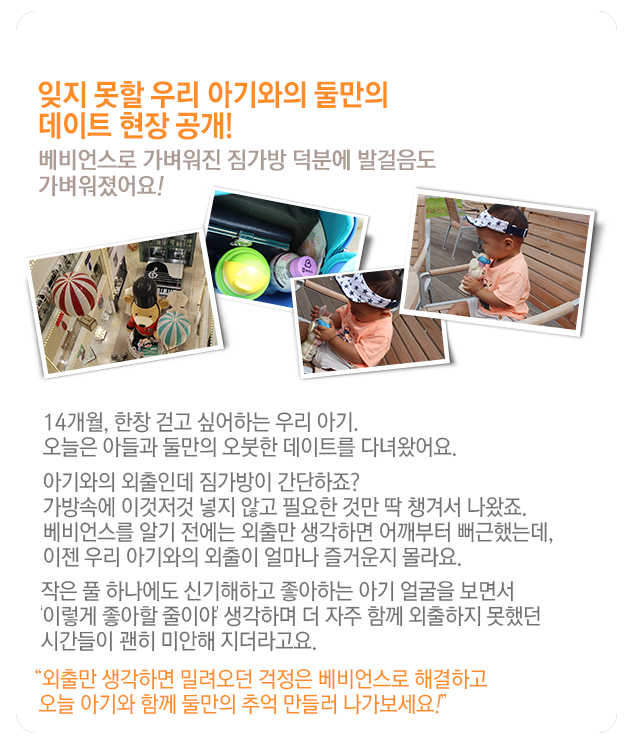 잊지 못할 우리 아기와의 둘만의
데이트 현장 공개!
베비언스로 가벼워진 짐가방 덕분에 발걸음도
가벼워졌어요!
14개월, 한창 걷고 싶어하는 우리 아기.
오늘은 아들과 둘만의 오붓한 데이트를 다녀왔어요.
아기와의 외출인데 짐가방이 간단하죠?
가방속에 이것저것 넣지 않고 필요한 것만 딱 챙겨서 나왔죠.
베비언스를 알기 전에는 외출만 생각하면 어깨부터 뻐근했는데,
이젠 우리 아기와의 외출이 얼마나 즐거운지 몰라요.
작은 풀 하나에도 신기해하고 좋아하는 아기 얼굴을 보면서
‘이렇게 좋아할 줄이야’ 생각하며 더 자주 함께 외출하지 못했던
시간들이 괜히 미안해 지더라고요.
“외출만 생각하면 밀려오던 걱정은 베비언스로 해결하고
오늘 아기와 함께 둘만의 추억 만들러 나가보세요!”